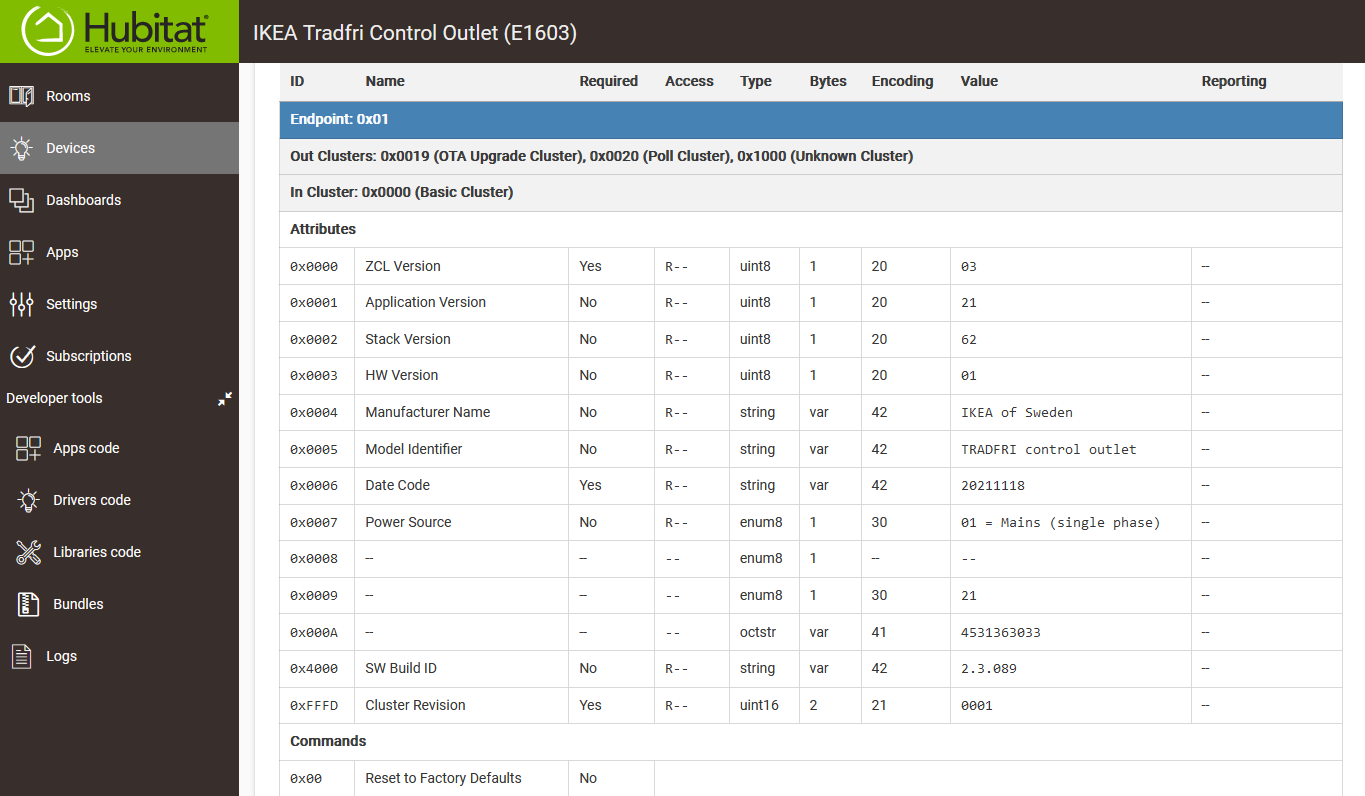 Hubitat®
ELEVATE YOUR ENVIRONMENT
IKEA Tradfri Control Outlet (E1603)
Rooms
Devices
Dashboards
Apps
Settings
Subscriptions
Developer tools
Apps code
Drivers code
Libraries code
Bundles
Logs
ID Name Required Access Type Bytes Encoding Value Reporting
Endpoint: 0x01
Out Clusters: 0x0019 (OTA Upgrade Cluster), 0x0020 (Poll Cluster), 0x1000 (Unknown Cluster)
In Cluster: 0x0000 (Basic Cluster)
Attributes
0x0000 ZCL Version Yes R-- uint8 1 20 03 --
0x0001 Application Version No R-- uint8 1 20 21 --
0x0002 Stack Version No R-- uint8 1 20 62 --
0x0003 HW Version No R-- uint8 1 20 01 --
0x0004 Manufacturer Name No R-- string var 42 IKEA of Sweden --
0x0005 Model Identifier No R-- string var 42 TRADFRI control outlet --
0x0006 Date Code Yes R-- string var 42 20211118 --
0x0007 Power Source No R-- enum8 1 30 01 = Mains (single phase) --
0x0008 -- -- -- enum8 1 -- -- --
0x0009 -- -- -- enum8 1 30 21 --
0x000A -- -- -- octstr var 41 4531363033 --
0x4000 SW Build ID No R-- string var 42 2.3.089 --
0xFFFD Cluster Revision Yes R-- uint16 2 21 0001 --
Commands
0x00 Reset to Factory Defaults No